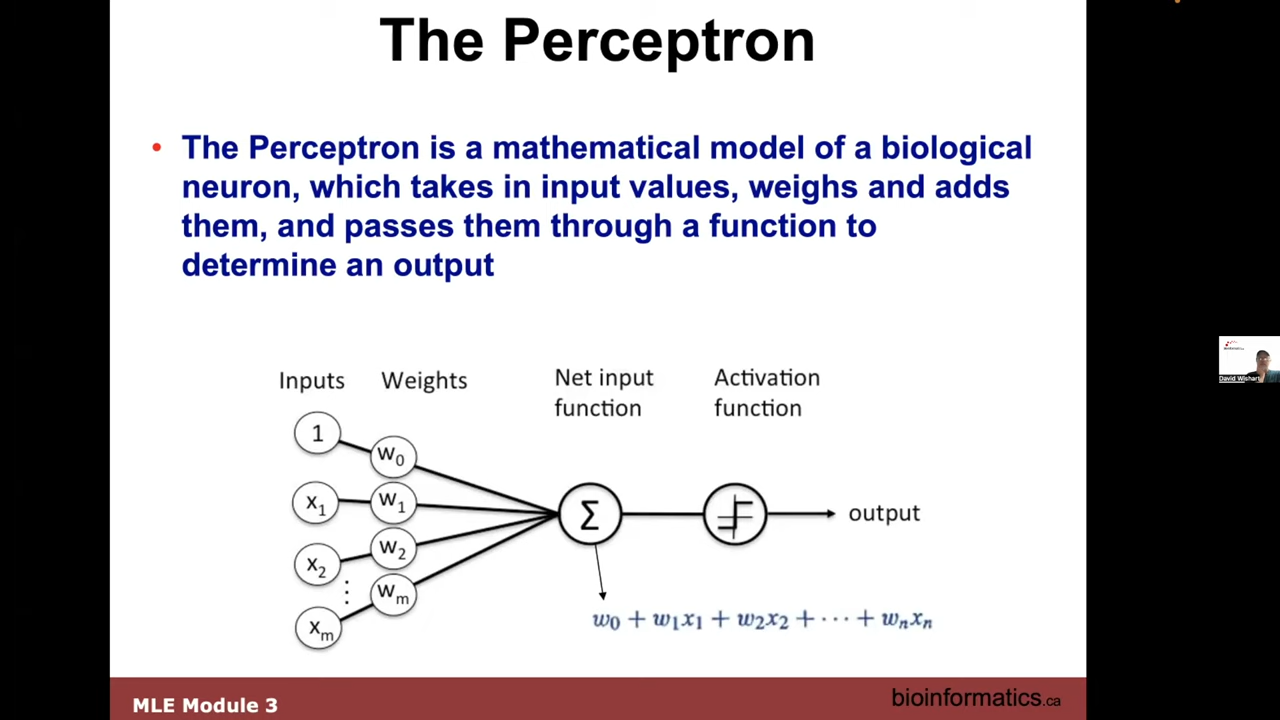 The Perceptron
• The Perceptron is a mathematical model of a biological
neuron, which takes in input values, weighs and adds
them, and passes them through a function to
determine an output
Inputs
Weights
Net input
function
Activation
function
1
w₀
x₁
w₁
x₂
w₂
⋮
xₘ
wₘ
Σ
output
w₀ + w₁x₁ + w₂x₂ + ··· + wₙxₙ
David Wishart
MLE Module 3
bioinformatics.ca